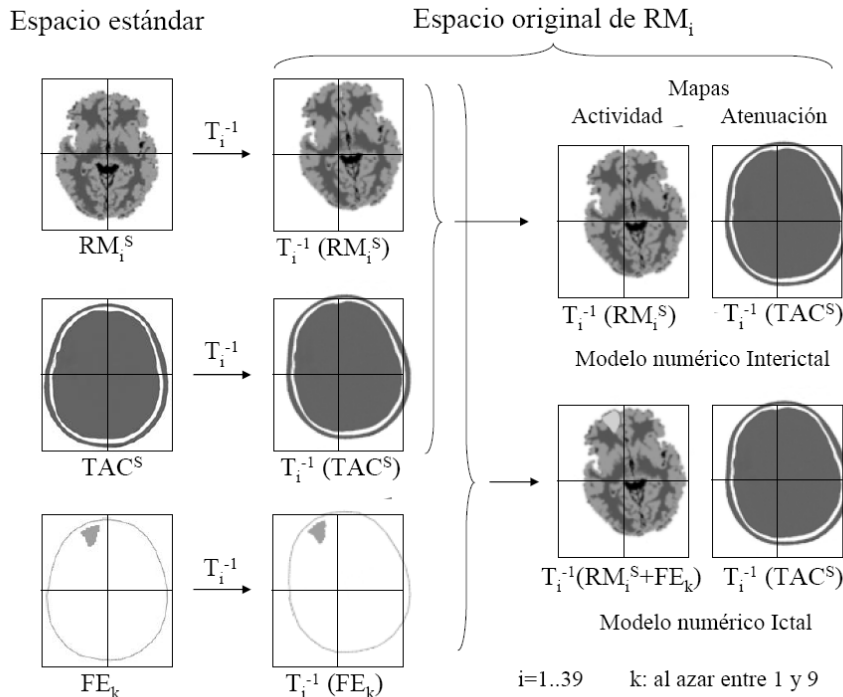 Espacio estándar
Espacio original de RMᵢ
Mapas
Actividad Atenuación
Tᵢ⁻¹
RMᵢˢ
Tᵢ⁻¹ (RMᵢˢ)
Tᵢ⁻¹ (RMᵢˢ)
Tᵢ⁻¹ (TACˢ)
Modelo numérico Interictal
Tᵢ⁻¹
TACˢ
Tᵢ⁻¹ (TACˢ)
Tᵢ⁻¹(RMᵢˢ+FEₖ)
Tᵢ⁻¹ (TACˢ)
Modelo numérico Ictal
Tᵢ⁻¹
FEₖ
Tᵢ⁻¹ (FEₖ)
i=1..39 k: al azar entre 1 y 9